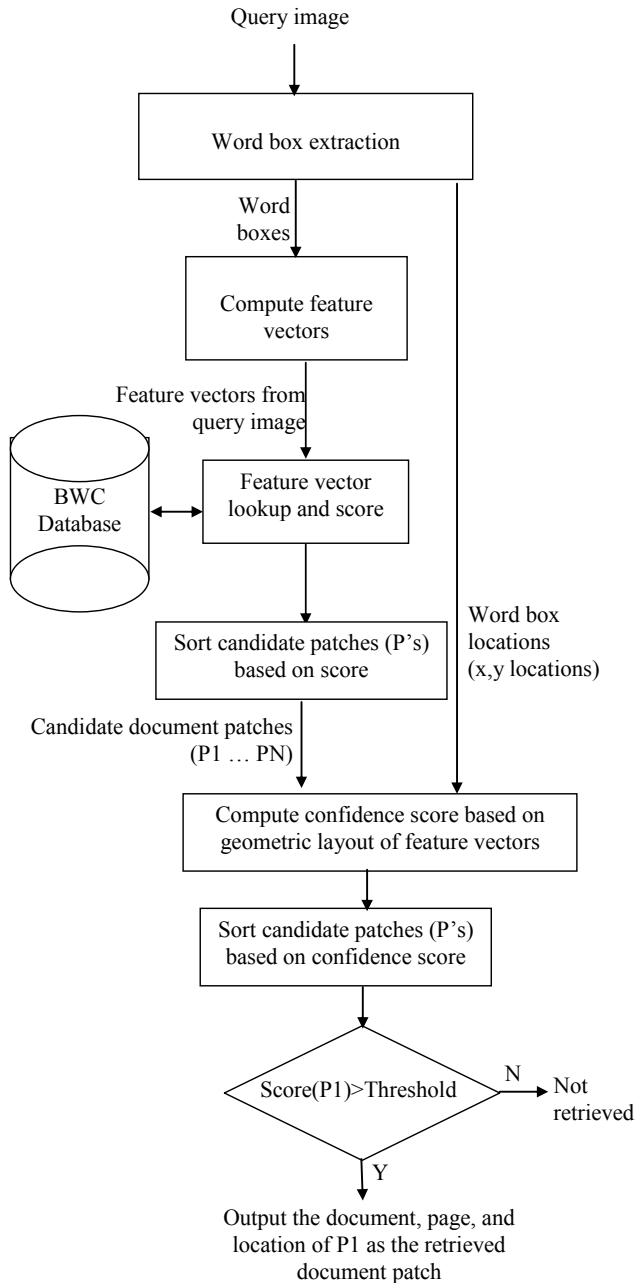 Query image
Word box extraction
Word
boxes
Compute feature
vectors
Feature vectors from
query image
BWC
Database
Feature vector
lookup and score
Word box
locations
(x,y locations)
Sort candidate patches (P’s)
based on score
Candidate document patches
(P1 … PN)
Compute confidence score based on
geometric layout of feature vectors
Sort candidate patches (P’s)
based on confidence score
Score(P1)>Threshold
N
Not
retrieved
Y
Output the document, page, and
location of P1 as the retrieved
document patch